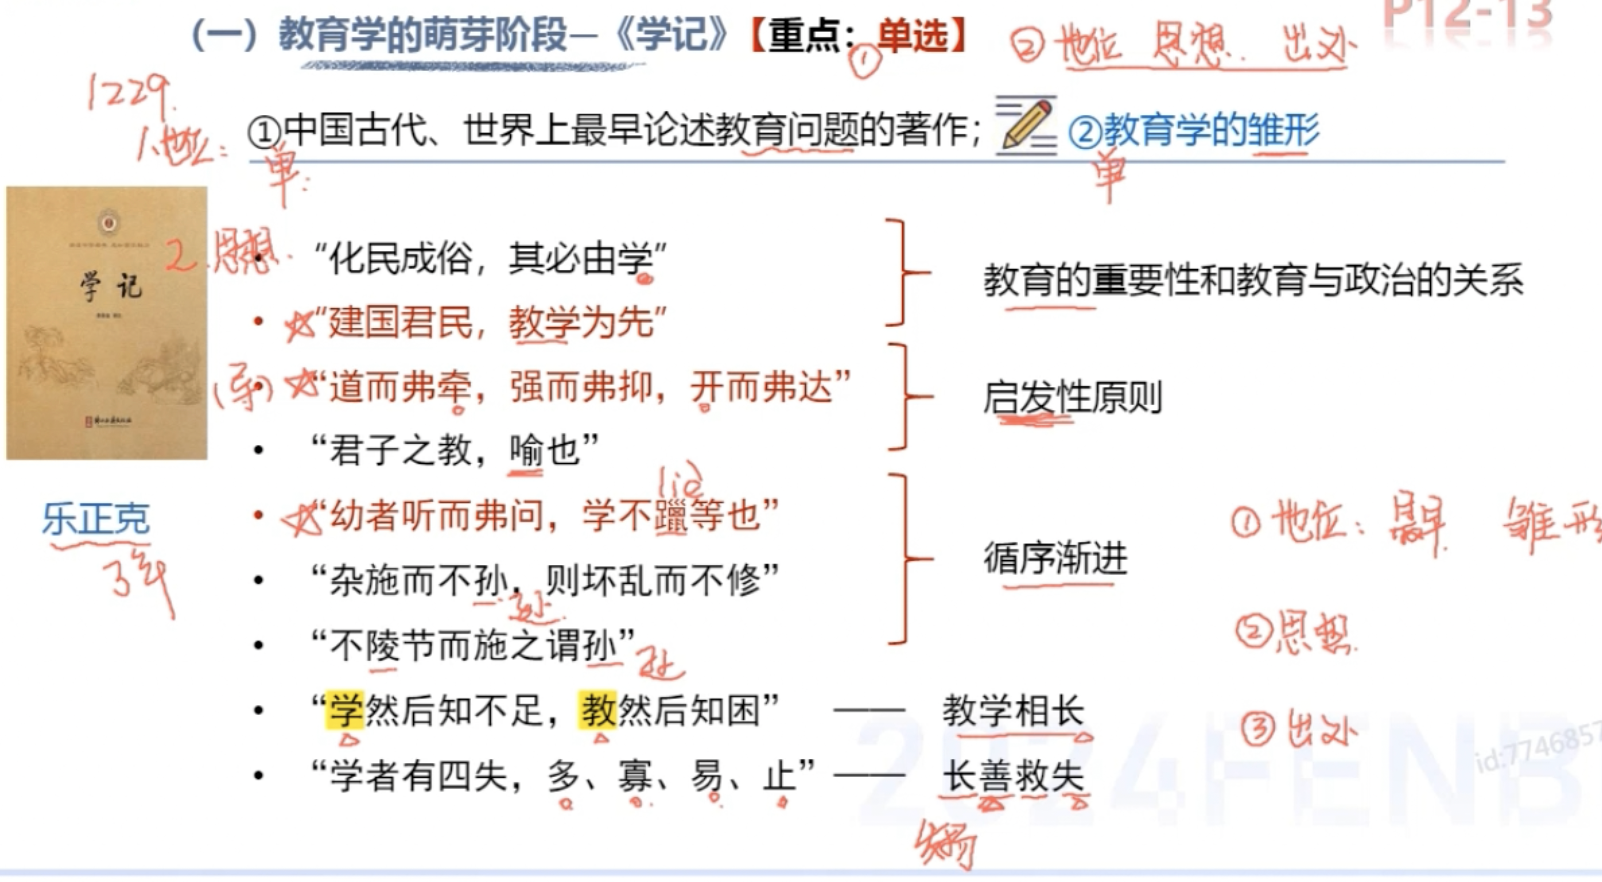 （一）教育学的萌芽阶段—《学记》【重点：单选】
① ② 地位 思想. 出处
P12-13
1229.
1.地位：
①中国古代、世界上最早论述教育问题的著作；②教育学的雏形
单：
单
学记
2.思想.
• “化民成俗，其必由学”
• “建国君民，教学为先”
教育的重要性和教育与政治的关系
(导)
• “道而弗牵，强而弗抑，开而弗达”
• “君子之教，喻也”
启发性原则
liè
• “幼者听而弗问，学不躐等也”
• “杂施而不孙，则坏乱而不修”
• “不陵节而施之谓孙”
循序渐进
乐正克
• “学然后知不足，教然后知困” —— 教学相长
• “学者有四失，多、寡、易、止” —— 长善救失
①地位：最早 雏形
②思想.
③出处
2024FENB
id:7746857